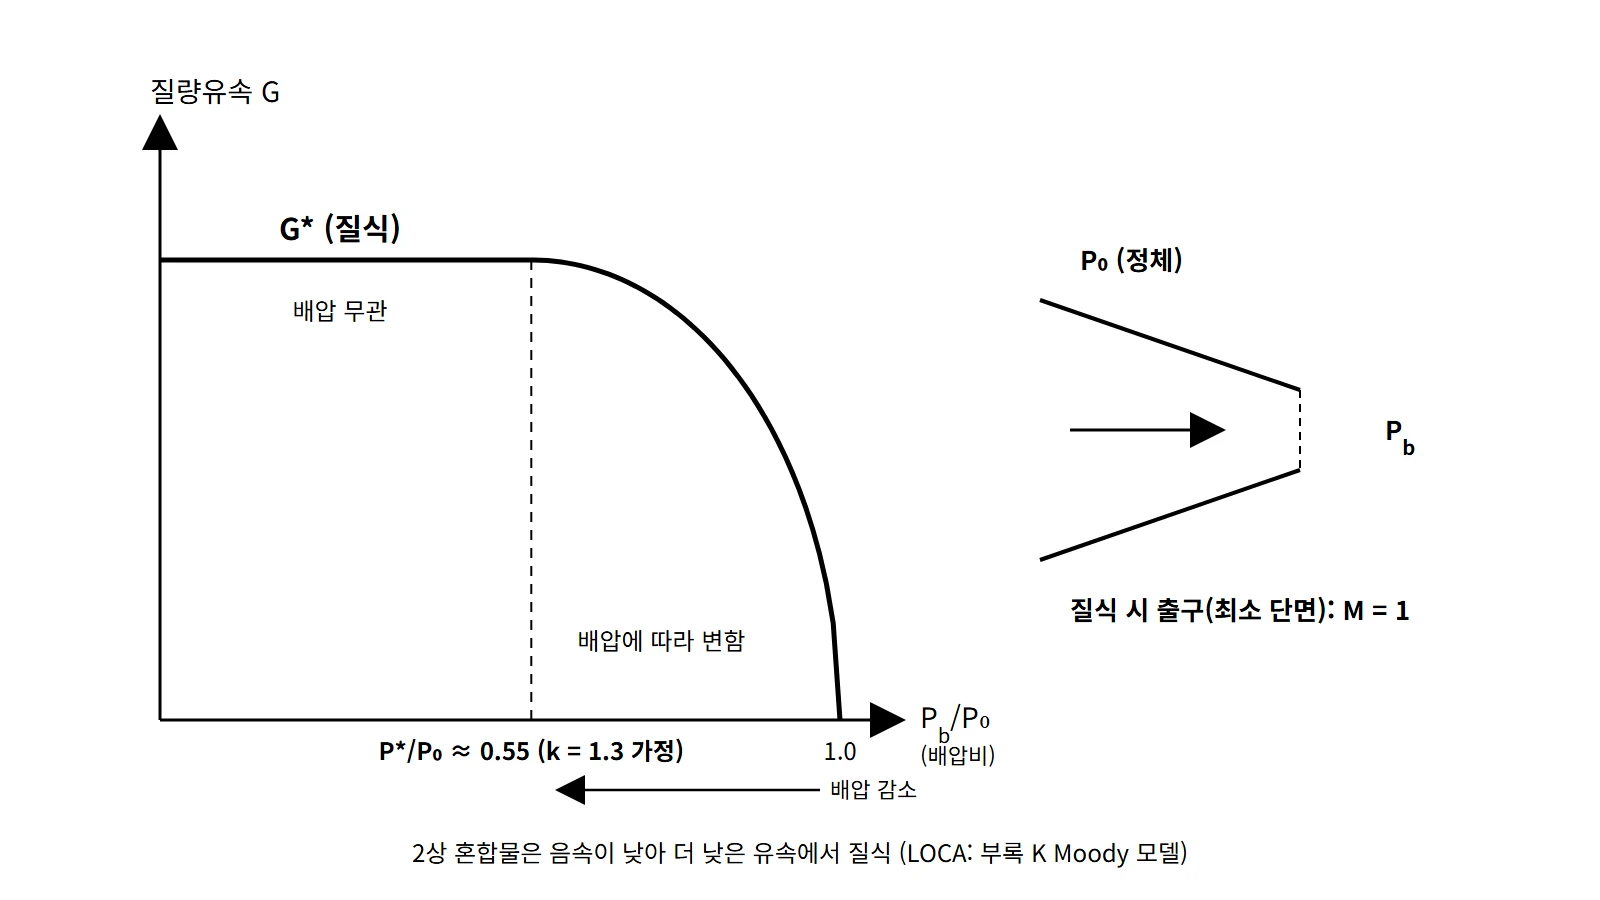 질량유속 G
G* (질식)
배압 무관
배압에 따라 변함
P*/P₀ ≈ 0.55 (k = 1.3 가정)
1.0
P_b/P₀
(배압비)
배압 감소
P₀ (정체)
P_b
질식 시 출구(최소 단면): M = 1
2상 혼합물은 음속이 낮아 더 낮은 유속에서 질식 (LOCA: 부록 K Moody 모델)